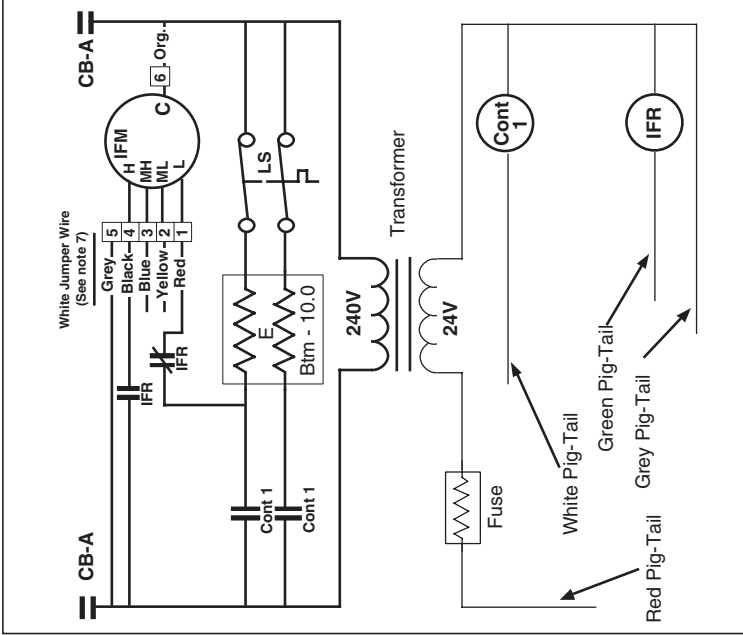 CB-A
CB-A
White Jumper Wire
(See note 7)
Grey
Black
Blue
Yellow
Red
5
4
3
2
1
IFM
H
MH
ML
L
C
6
Org.
IFR
IFR
LS
E
Btm - 10.0
Cont 1
Cont 1
240V
24V
Transformer
Cont
1
IFR
Fuse
White Pig-Tail
Green Pig-Tail
Grey Pig-Tail
Red Pig-Tail